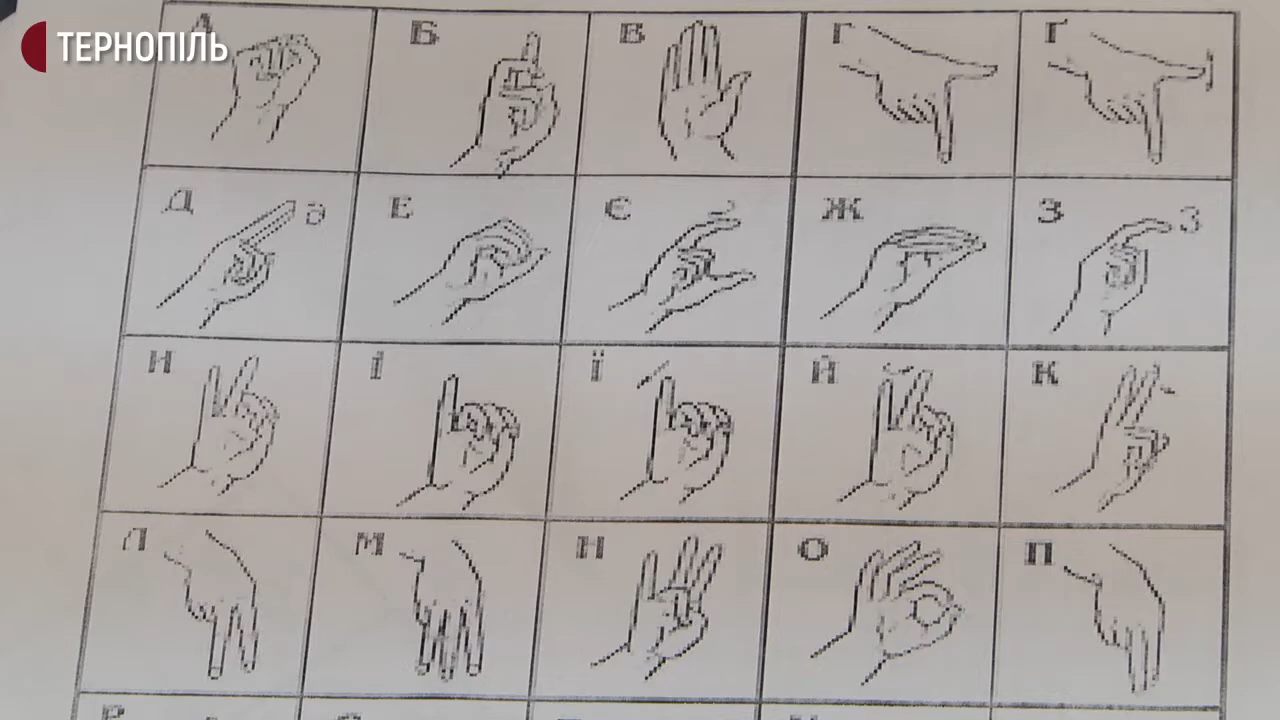 ТЕРНОПІЛЬ
А Б В Г Ґ
Д Е Є Ж З
И І Ї Й К
Л М Н О П